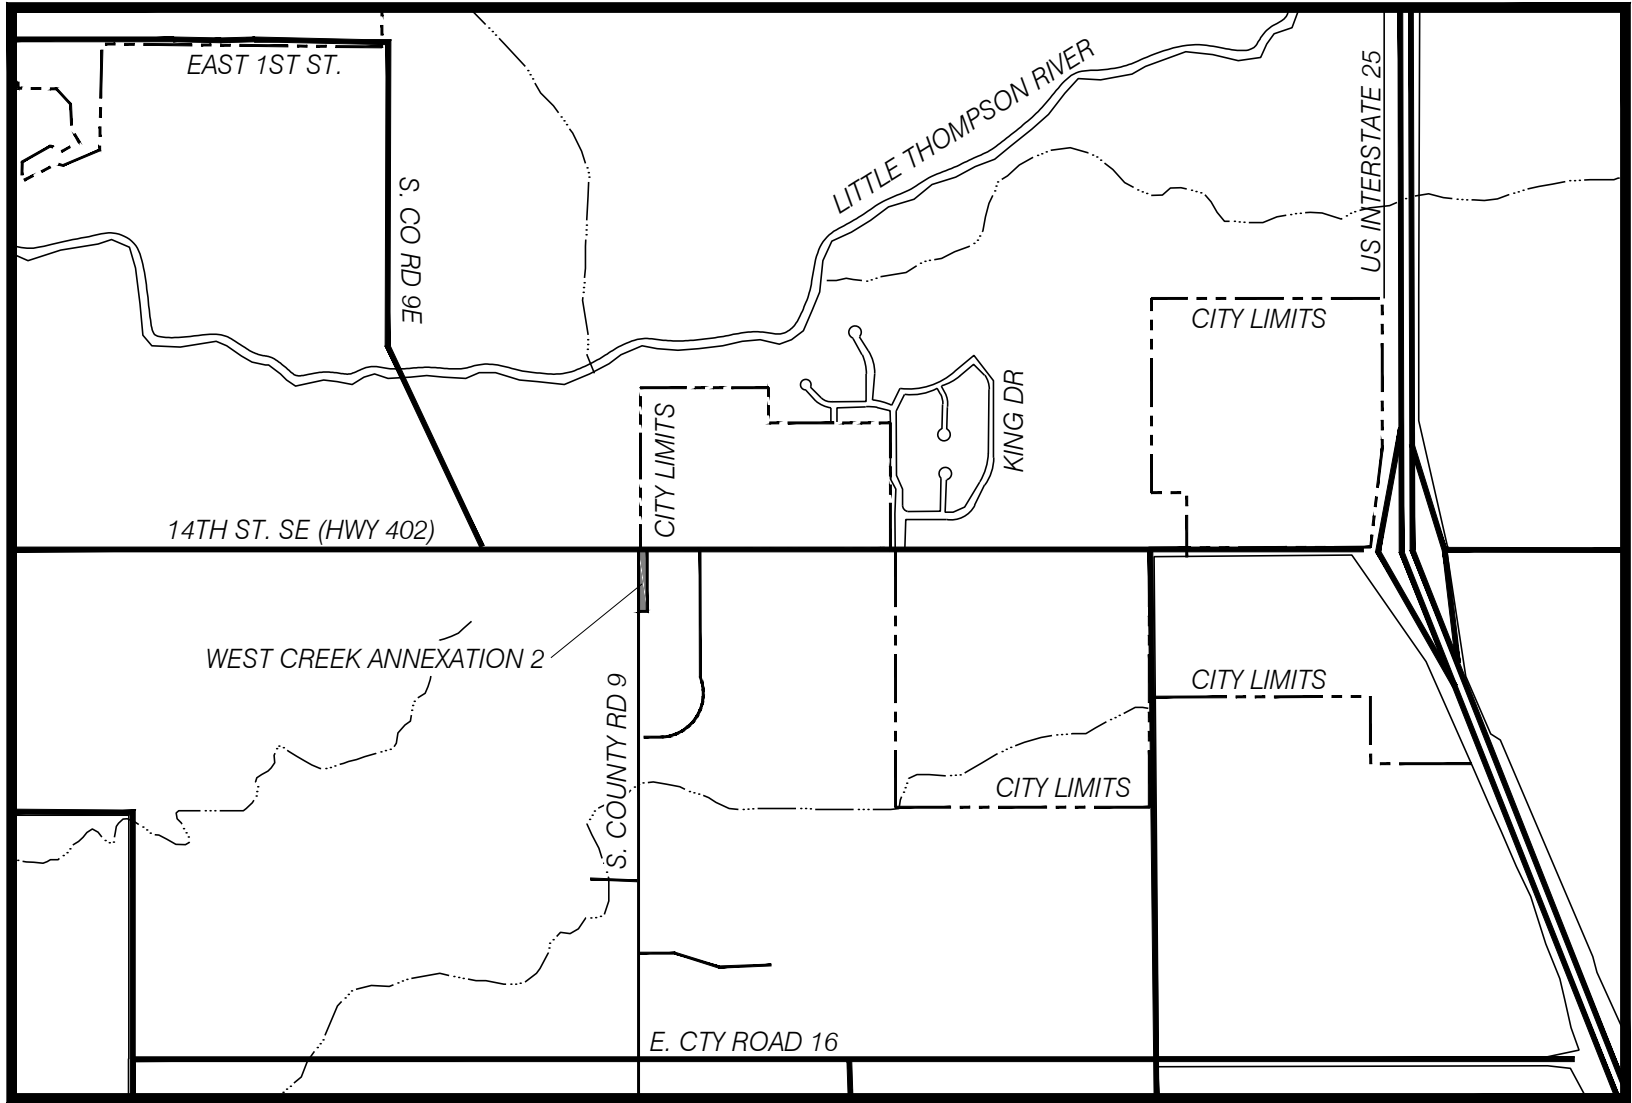 EAST 1ST ST.
S. CO RD 9E
LITTLE THOMPSON RIVER
US INTERSTATE 25
CITY LIMITS
CITY LIMITS
KING DR
14TH ST. SE (HWY 402)
WEST CREEK ANNEXATION 2
S. COUNTY RD 9
CITY LIMITS
CITY LIMITS
E. CTY ROAD 16